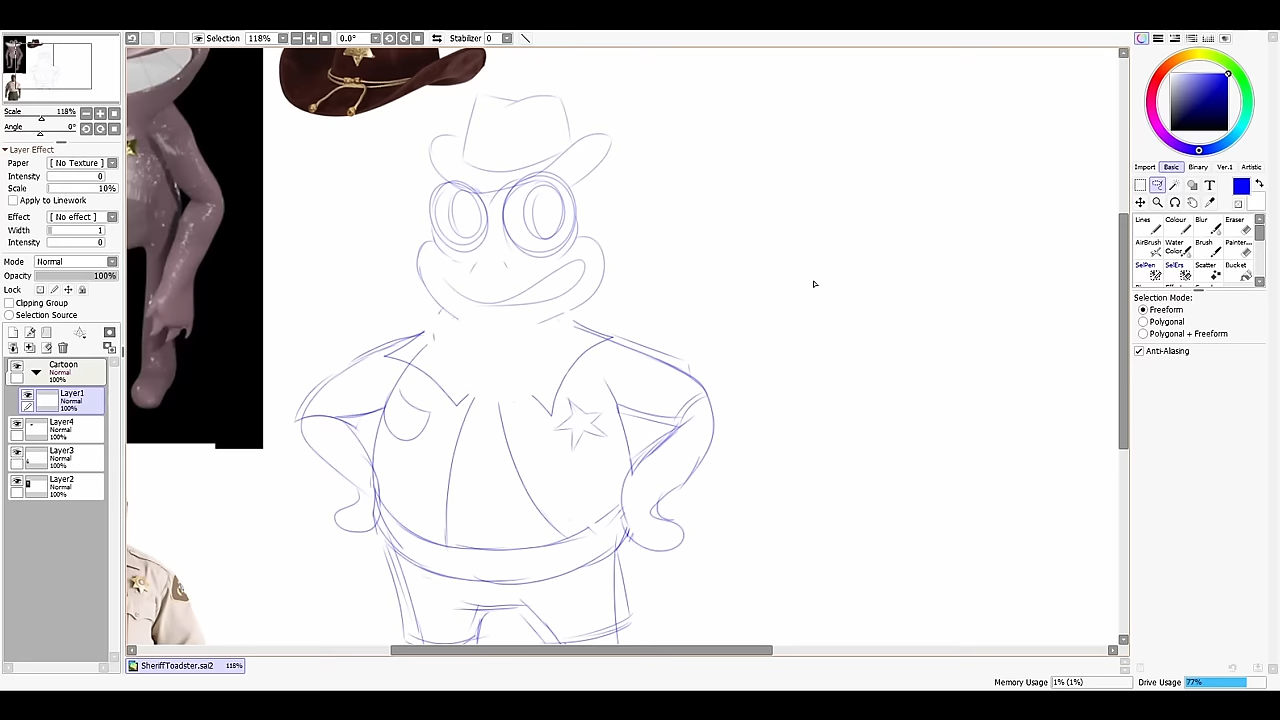 Selection 118% 0.0° Stabilizer 0
Scale 118%
Angle 0°
Layer Effect
Paper [ No Texture ]
Intensity 0
Scale 10%
Apply to Linework
Effect [ No effect ]
Width 1
Intensity 0
Mode Normal
Opacity 100%
Lock
Clipping Group
Selection Source
Cartoon
Normal
100%
Layer1
Normal
100%
Layer4
Normal
100%
Layer3
Normal
100%
Layer2
Normal
100%
SheriffToadster.sai2 118%
Import Basic Binary Ver.1 Artistic
Lines Colour Blur Eraser
AirBrush Water Color Brush Painter...
SelPen SelErs Scatter Bucket
Selection Mode:
Freeform
Polygonal
Polygonal + Freeform
Anti-Aliasing
Memory Usage 1% (1%) Drive Usage 77%